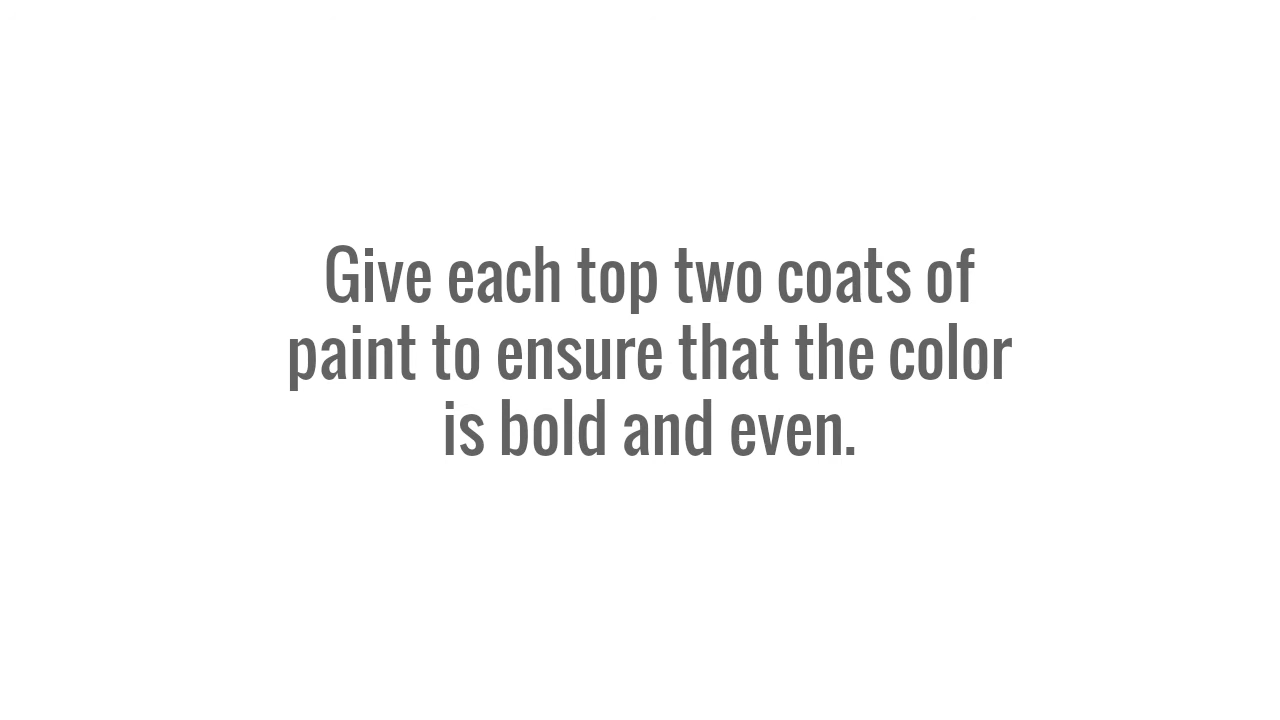 Give each top two coats of
paint to ensure that the color
is bold and even.